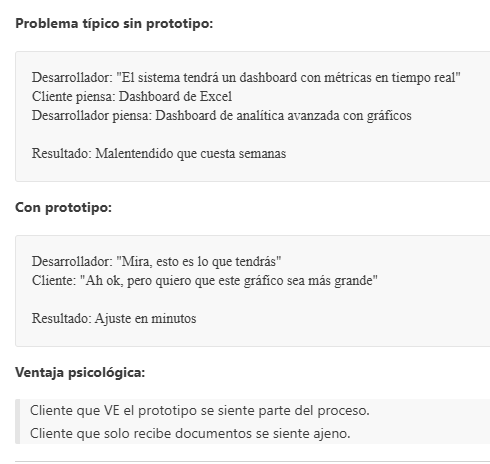 Problema típico sin prototipo:
Desarrollador: "El sistema tendrá un dashboard con métricas en tiempo real"
Cliente piensa: Dashboard de Excel
Desarrollador piensa: Dashboard de analítica avanzada con gráficos
Resultado: Malentendido que cuesta semanas
Con prototipo:
Desarrollador: "Mira, esto es lo que tendrás"
Cliente: "Ah ok, pero quiero que este gráfico sea más grande"
Resultado: Ajuste en minutos
Ventaja psicológica:
Cliente que VE el prototipo se siente parte del proceso.
Cliente que solo recibe documentos se siente ajeno.